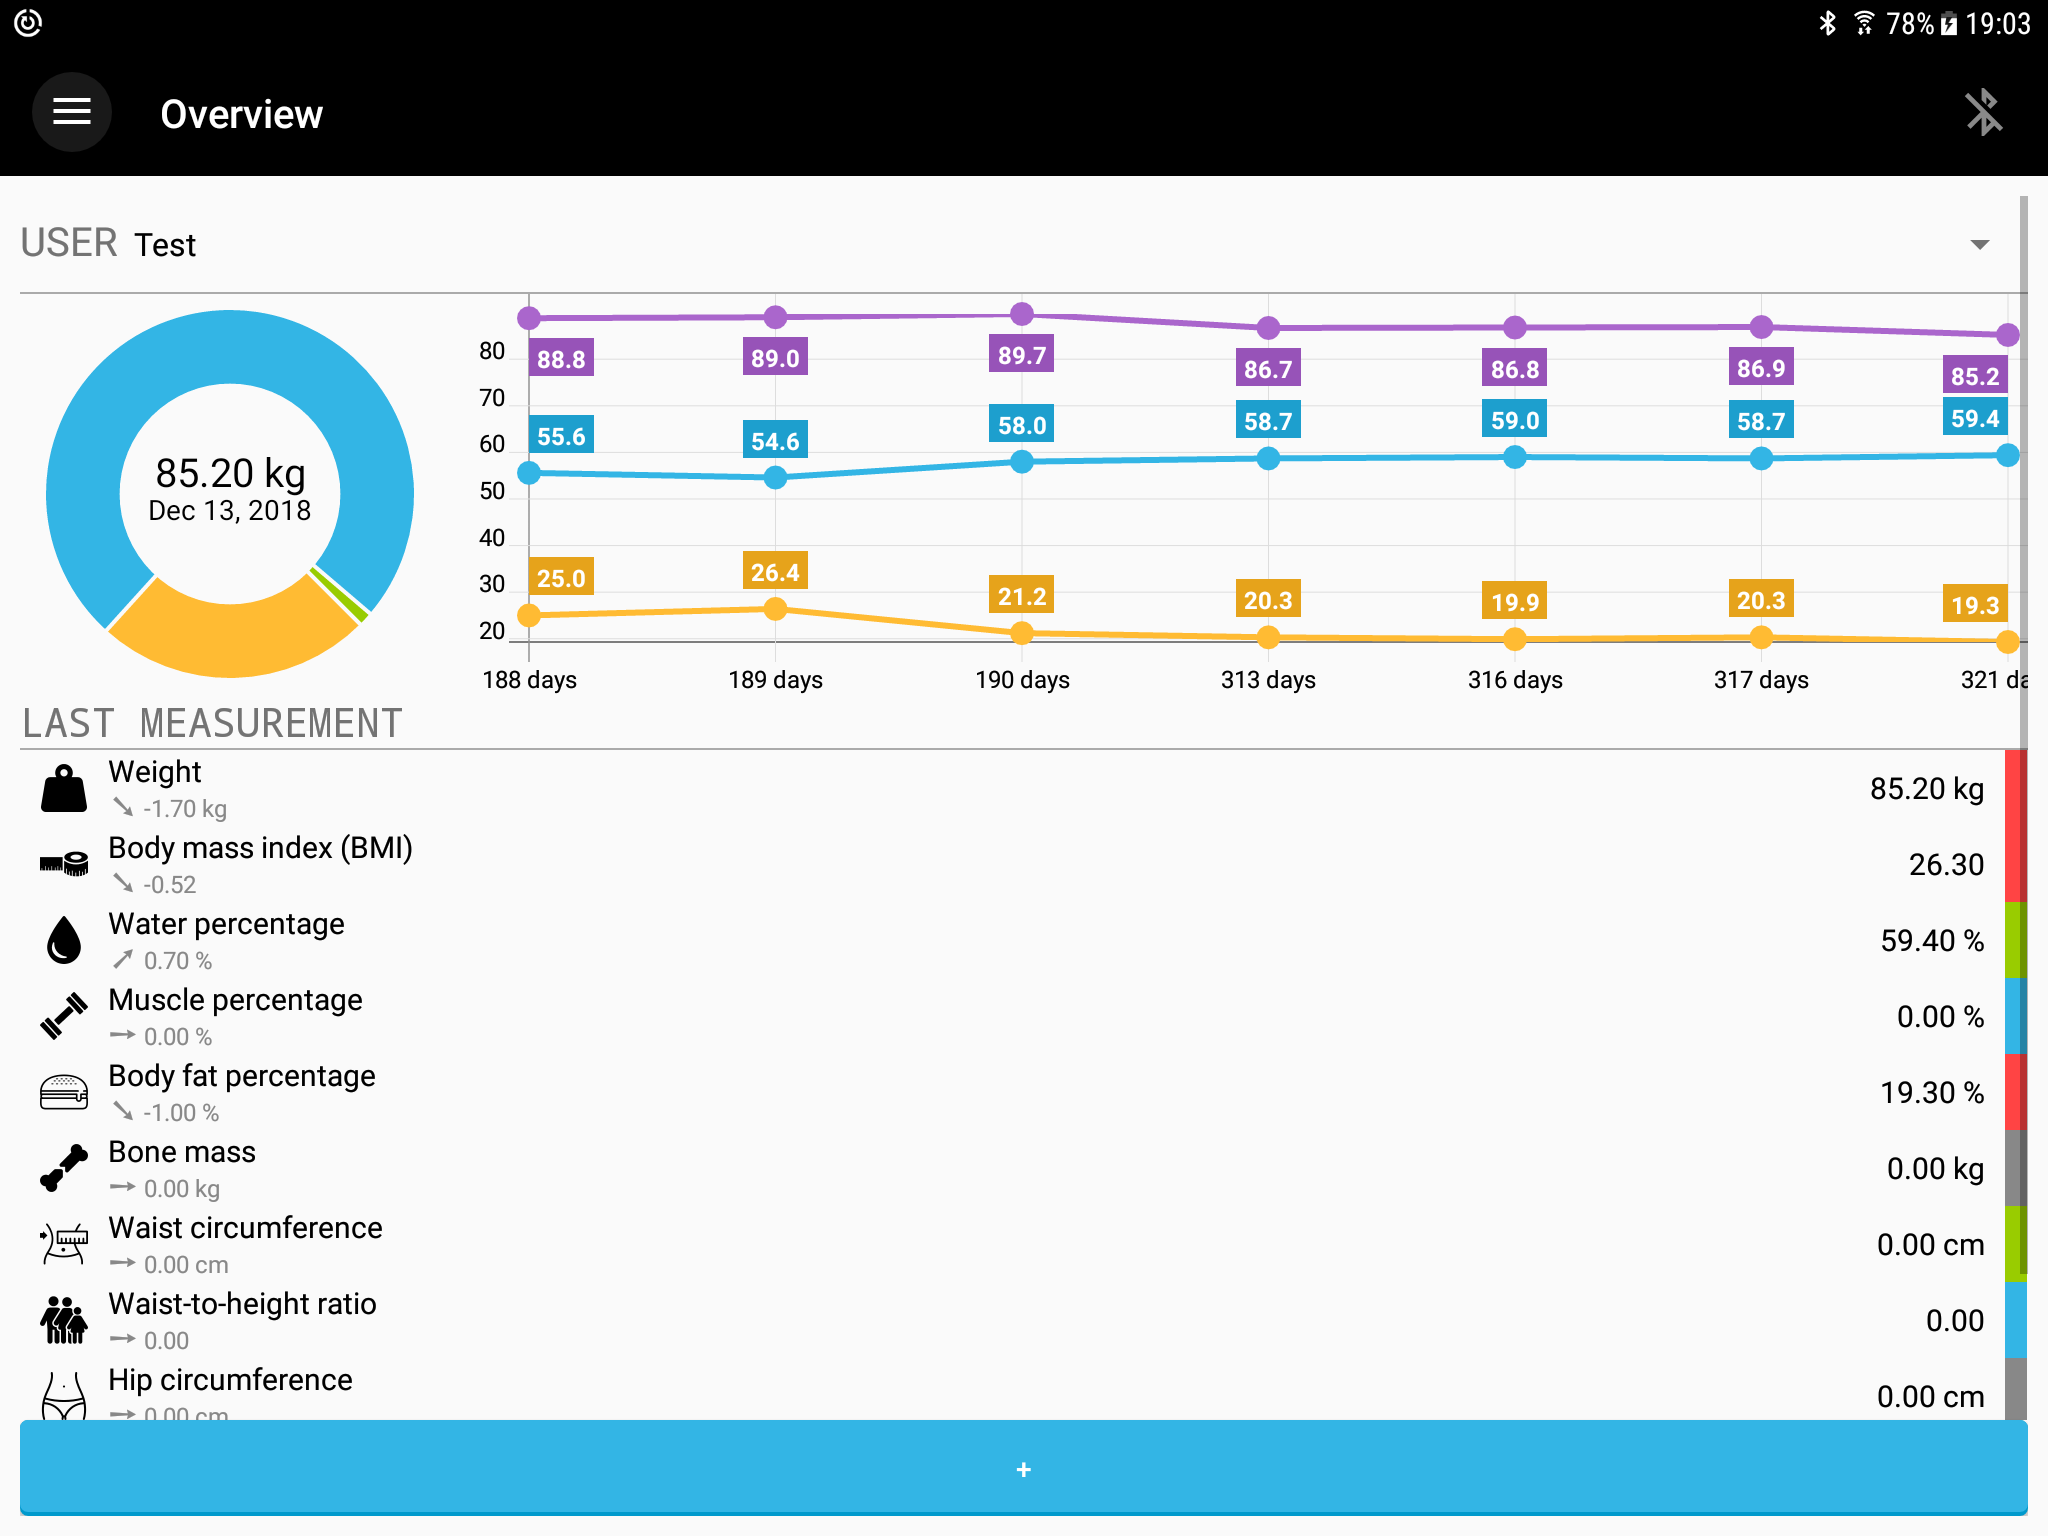 78% 19:03
Overview
USER Test
85.20 kg
Dec 13, 2018
80
70
60
50
40
30
20
88.8 89.0 89.7 86.7 86.8 86.9 85.2
55.6 54.6 58.0 58.7 59.0 58.7 59.4
25.0 26.4 21.2 20.3 19.9 20.3 19.3
188 days 189 days 190 days 313 days 316 days 317 days 321 da
LAST MEASUREMENT
Weight
-1.70 kg
85.20 kg
Body mass index (BMI)
-0.52
26.30
Water percentage
0.70 %
59.40 %
Muscle percentage
0.00 %
0.00 %
Body fat percentage
-1.00 %
19.30 %
Bone mass
0.00 kg
0.00 kg
Waist circumference
0.00 cm
0.00 cm
Waist-to-height ratio
0.00
0.00
Hip circumference
0.00 cm
0.00 cm
+